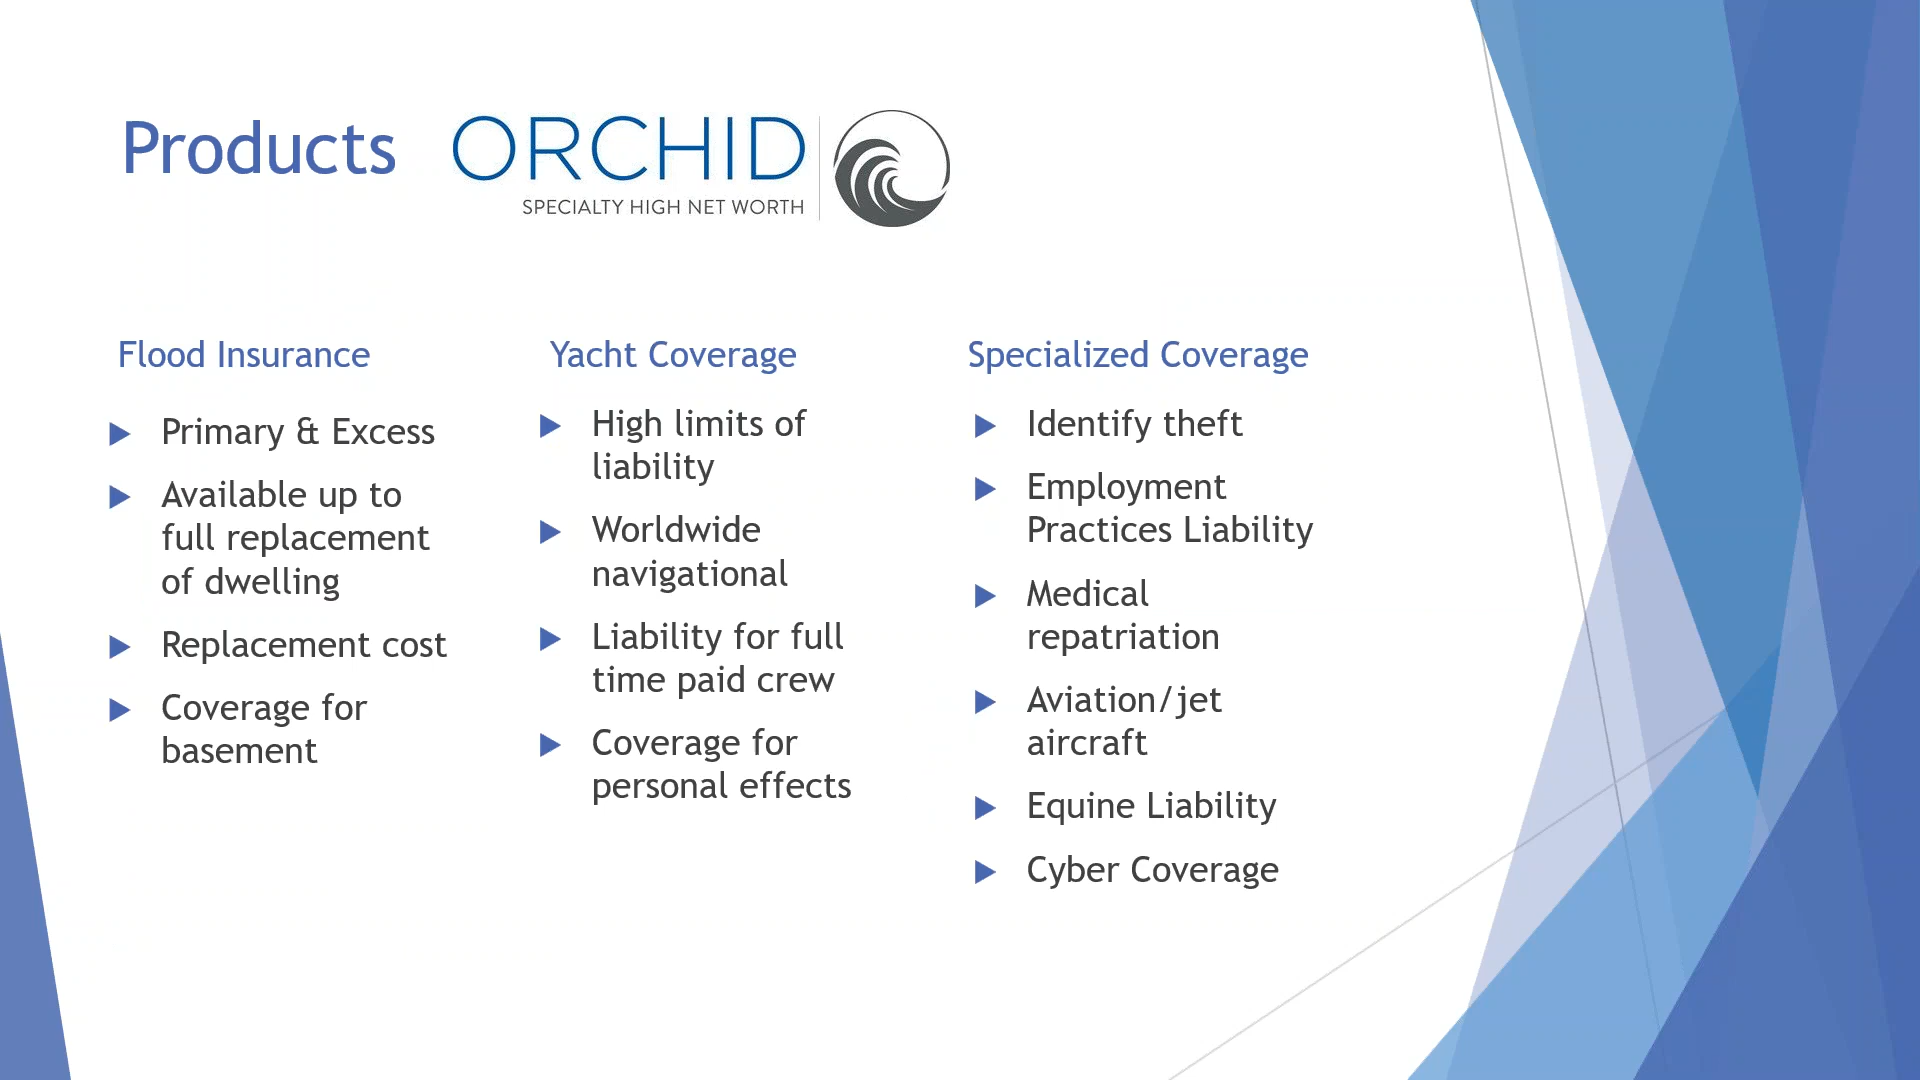 Products
ORCHID
SPECIALTY HIGH NET WORTH
Flood Insurance
Primary & Excess
Available up to
full replacement
of dwelling
Replacement cost
Coverage for
basement
Yacht Coverage
High limits of
liability
Worldwide
navigational
Liability for full
time paid crew
Coverage for
personal effects
Specialized Coverage
Identify theft
Employment
Practices Liability
Medical
repatriation
Aviation/jet
aircraft
Equine Liability
Cyber Coverage